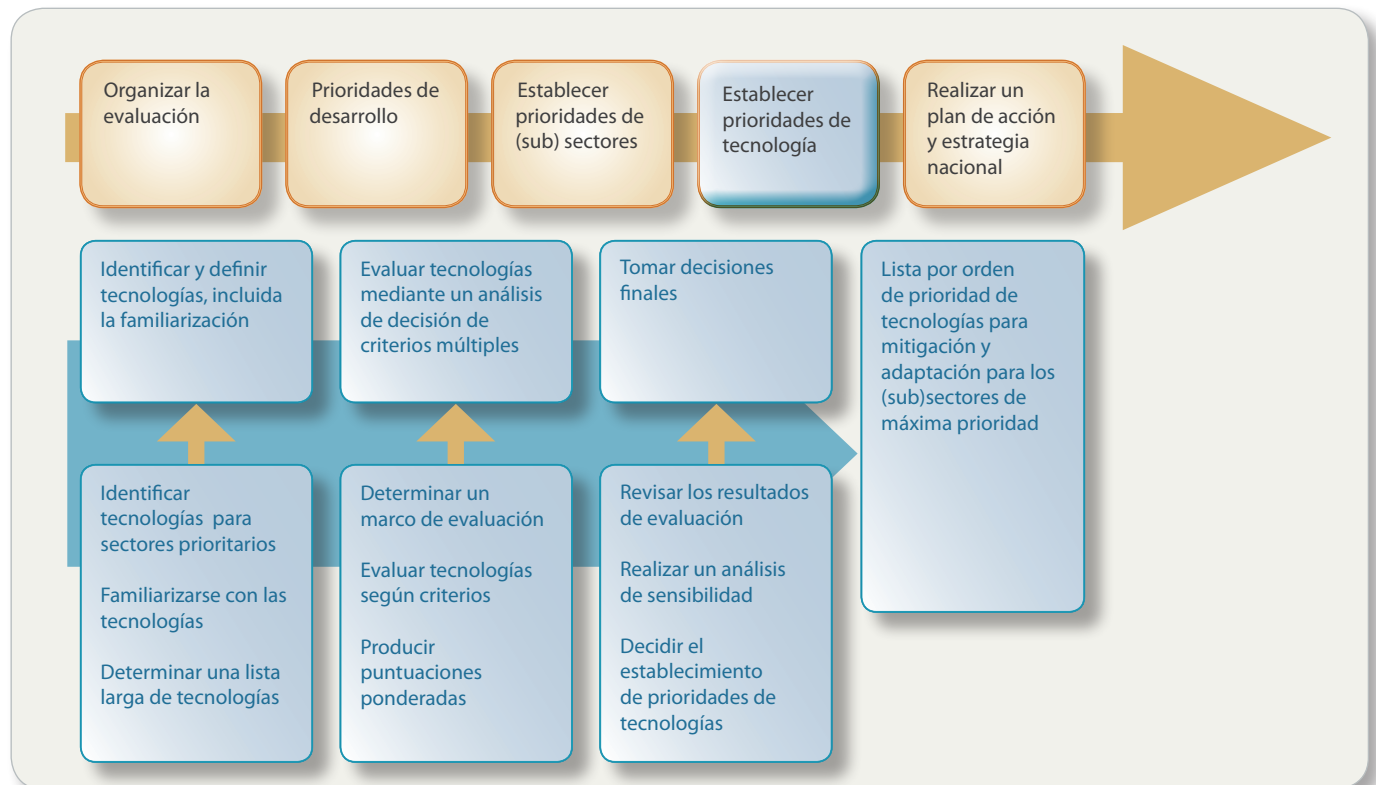 Organizar la
evaluación
Prioridades de
desarrollo
Establecer
prioridades de
(sub) sectores
Establecer
prioridades de
tecnología
Realizar un
plan de acción
y estrategia
nacional
Identificar y definir
tecnologías, incluida
la familiarización
Evaluar tecnologías
mediante un análisis
de decisión de
criterios múltiples
Tomar decisiones
finales
Lista por orden
de prioridad de
tecnologías para
mitigación y
adaptación para los
(sub)sectores de
máxima prioridad
Identificar
tecnologías para
sectores prioritarios
Familiarizarse con las
tecnologías
Determinar una lista
larga de tecnologías
Determinar un
marco de evaluación
Evaluar tecnologías
según criterios
Producir
puntuaciones
ponderadas
Revisar los resultados
de evaluación
Realizar un análisis
de sensibilidad
Decidir el
establecimiento
de prioridades de
tecnologías